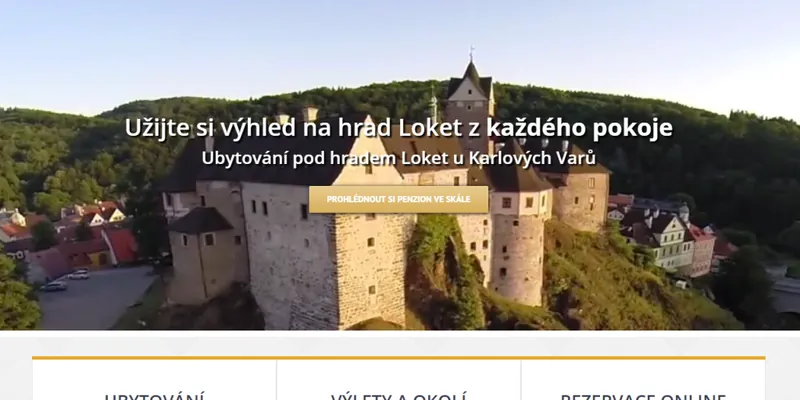 Užijte si výhled na hrad Loket z každého pokoje
Ubytování pod hradem Loket u Karlových Varů
PROHLÉDNOUT SI PENZION VE SKÁLE
UBYTOVÁNÍ
VÝLETY A OKOLÍ
REZERVACE ONLINE